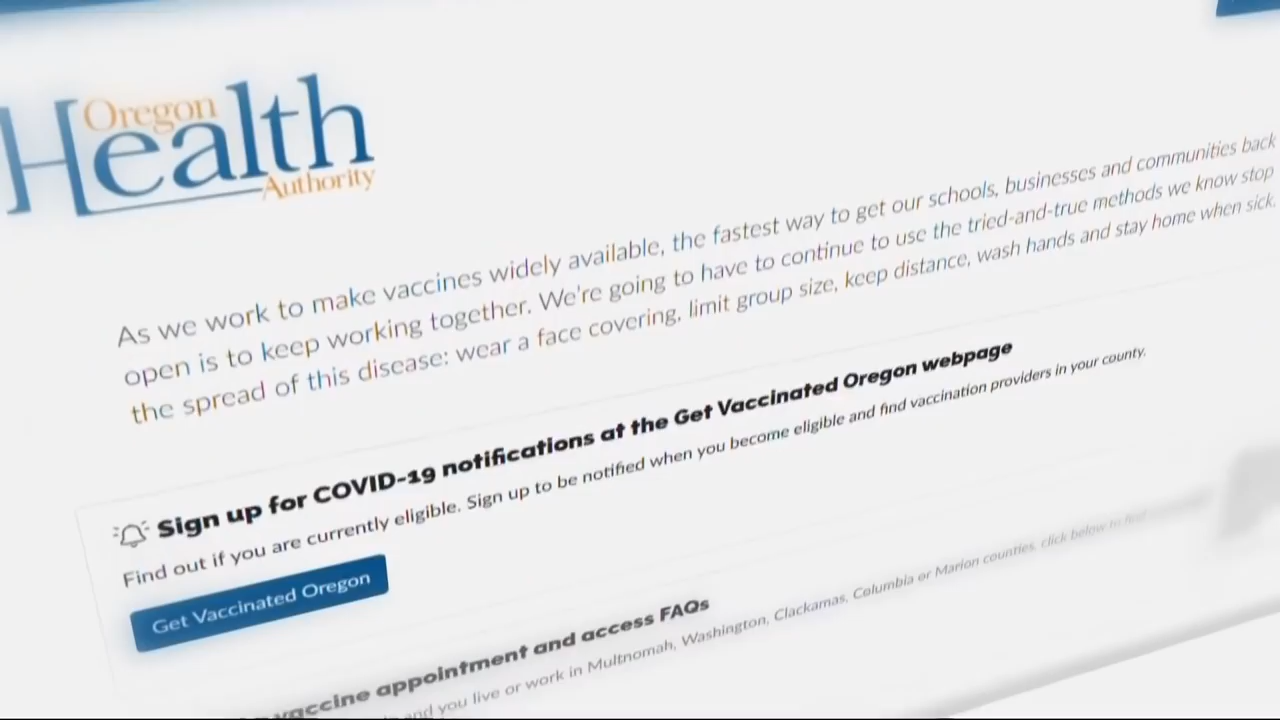 Oregon
Health
Authority
As we work to make vaccines widely available, the fastest way to get our schools, businesses and communities back
open is to keep working together. We're going to have to continue to use the tried-and-true methods we know stop
the spread of this disease: wear a face covering, limit group size, keep distance, wash hands and stay home when sick.
Sign up for COVID-19 notifications at the Get Vaccinated Oregon webpage
Find out if you are currently eligible. Sign up to be notified when you become eligible and find vaccination providers in your county.
Get Vaccinated Oregon
vaccine appointment and access FAQs
and you live or work in Multnomah, Washington, Clackamas, Columbia or Marion counties, click below to find